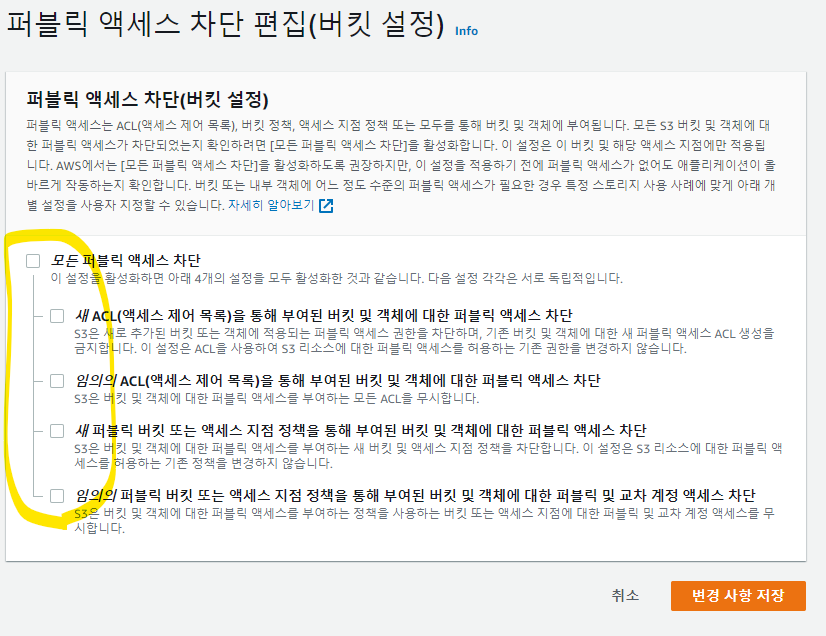 퍼블릭 액세스 차단 편집(버킷 설정) Info
퍼블릭 액세스 차단(버킷 설정)
퍼블릭 액세스는 ACL(액세스 제어 목록), 버킷 정책, 액세스 지점 정책 또는 모두를 통해 버킷 및 객체에 부여됩니다. 모든 S3 버킷 및 객체에 대
한 퍼블릭 액세스가 차단되었는지 확인하려면 [모든 퍼블릭 액세스 차단]을 활성화합니다. 이 설정은 이 버킷 및 해당 액세스 지점에만 적용됩
니다. AWS에서는 [모든 퍼블릭 액세스 차단]을 활성화하도록 권장하지만, 이 설정을 적용하기 전에 퍼블릭 액세스가 없어도 애플리케이션이 올
바르게 작동하는지 확인합니다. 버킷 또는 내부 객체에 어느 정도 수준의 퍼블릭 액세스가 필요한 경우 특정 스토리지 사용 사례에 맞게 아래 개
별 설정을 사용자 지정할 수 있습니다. 자세히 알아보기
모든 퍼블릭 액세스 차단
이 설정을 활성화하면 아래 4개의 설정을 모두 활성화한 것과 같습니다. 다음 설정 각각은 서로 독립적입니다.
새 ACL(액세스 제어 목록)을 통해 부여된 버킷 및 객체에 대한 퍼블릭 액세스 차단
S3은 새로 추가된 버킷 또는 객체에 적용되는 퍼블릭 액세스 권한을 차단하며, 기존 버킷 및 객체에 대한 새 퍼블릭 액세스 ACL 생성을
금지합니다. 이 설정은 ACL을 사용하여 S3 리소스에 대한 퍼블릭 액세스를 허용하는 기존 권한을 변경하지 않습니다.
임의의 ACL(액세스 제어 목록)을 통해 부여된 버킷 및 객체에 대한 퍼블릭 액세스 차단
S3은 버킷 및 객체에 대한 퍼블릭 액세스를 부여하는 모든 ACL을 무시합니다.
새 퍼블릭 버킷 또는 액세스 지점 정책을 통해 부여된 버킷 및 객체에 대한 퍼블릭 액세스 차단
S3은 버킷 및 객체에 대한 퍼블릭 액세스를 부여하는 새 버킷 및 액세스 지점 정책을 차단합니다. 이 설정은 S3 리소스에 대한 퍼블릭 액
세스를 허용하는 기존 정책을 변경하지 않습니다.
임의의 퍼블릭 버킷 또는 액세스 지점 정책을 통해 부여된 버킷 및 객체에 대한 퍼블릭 및 교차 계정 액세스 차단
S3은 버킷 및 객체에 대한 퍼블릭 액세스를 부여하는 정책을 사용하는 버킷 또는 액세스 지점에 대한 퍼블릭 및 교차 계정 액세스를 무
시합니다.
취소 변경 사항 저장